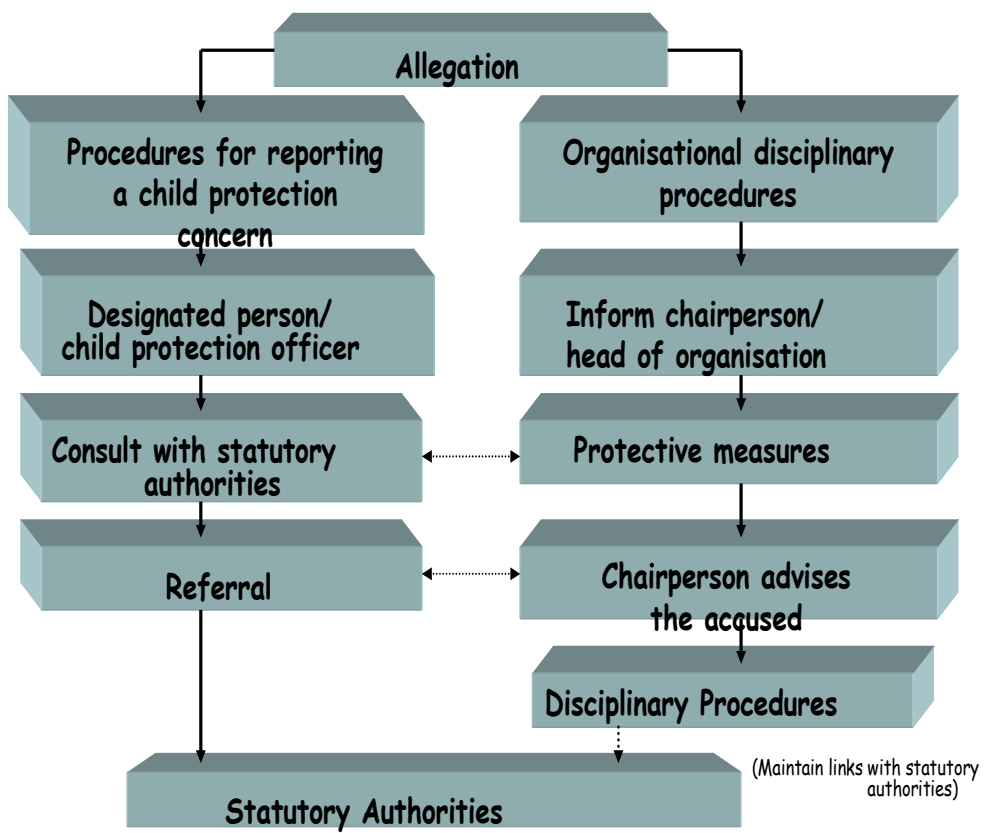 Allegation
Procedures for reporting
a child protection
concern
Organisational disciplinary
procedures
Designated person/
child protection officer
Inform chairperson/
head of organisation
Consult with statutory
authorities
Protective measures
Referral
Chairperson advises
the accused
Disciplinary Procedures
(Maintain links with statutory
authorities)
Statutory Authorities